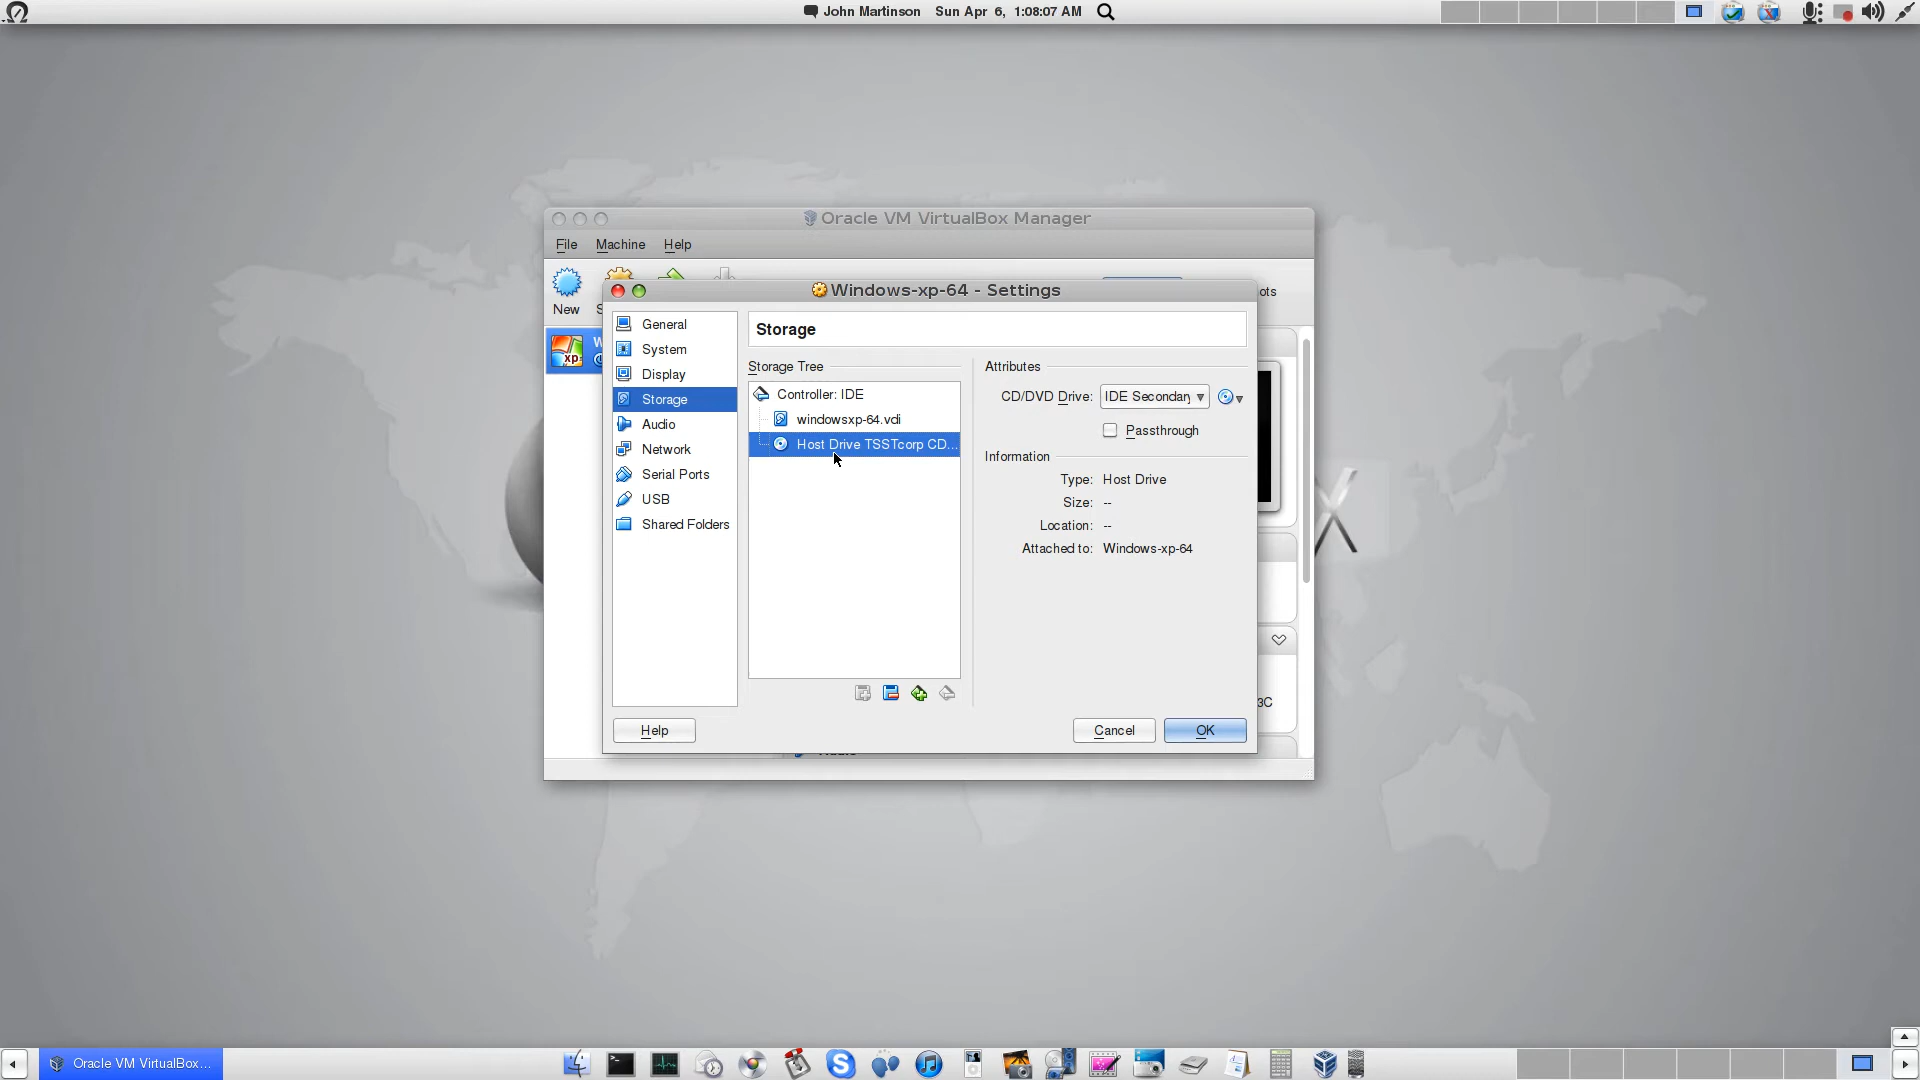 John Martinson Sun Apr 6, 1:08:07 AM
Oracle VM VirtualBox Manager
File Machine Help
New
ots
Windows-xp-64 - Settings
General
System
Display
Storage
Audio
Network
Serial Ports
USB
Shared Folders
Storage
Storage Tree
Controller: IDE
windowsxp-64.vdi
Host Drive TSSTcorp CD...
Attributes
CD/DVD Drive: IDE Secondary
Passthrough
Information
Type: Host Drive
Size: --
Location: --
Attached to: Windows-xp-64
3C
Help Cancel OK
X
xp
Oracle VM VirtualBox...